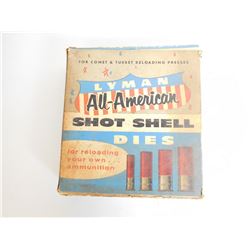 FOR COMET & TURRET RELOADING PRESSES
LYMAN
All-American
SHOT SHELL
DIES
for reloading
your own
ammunition